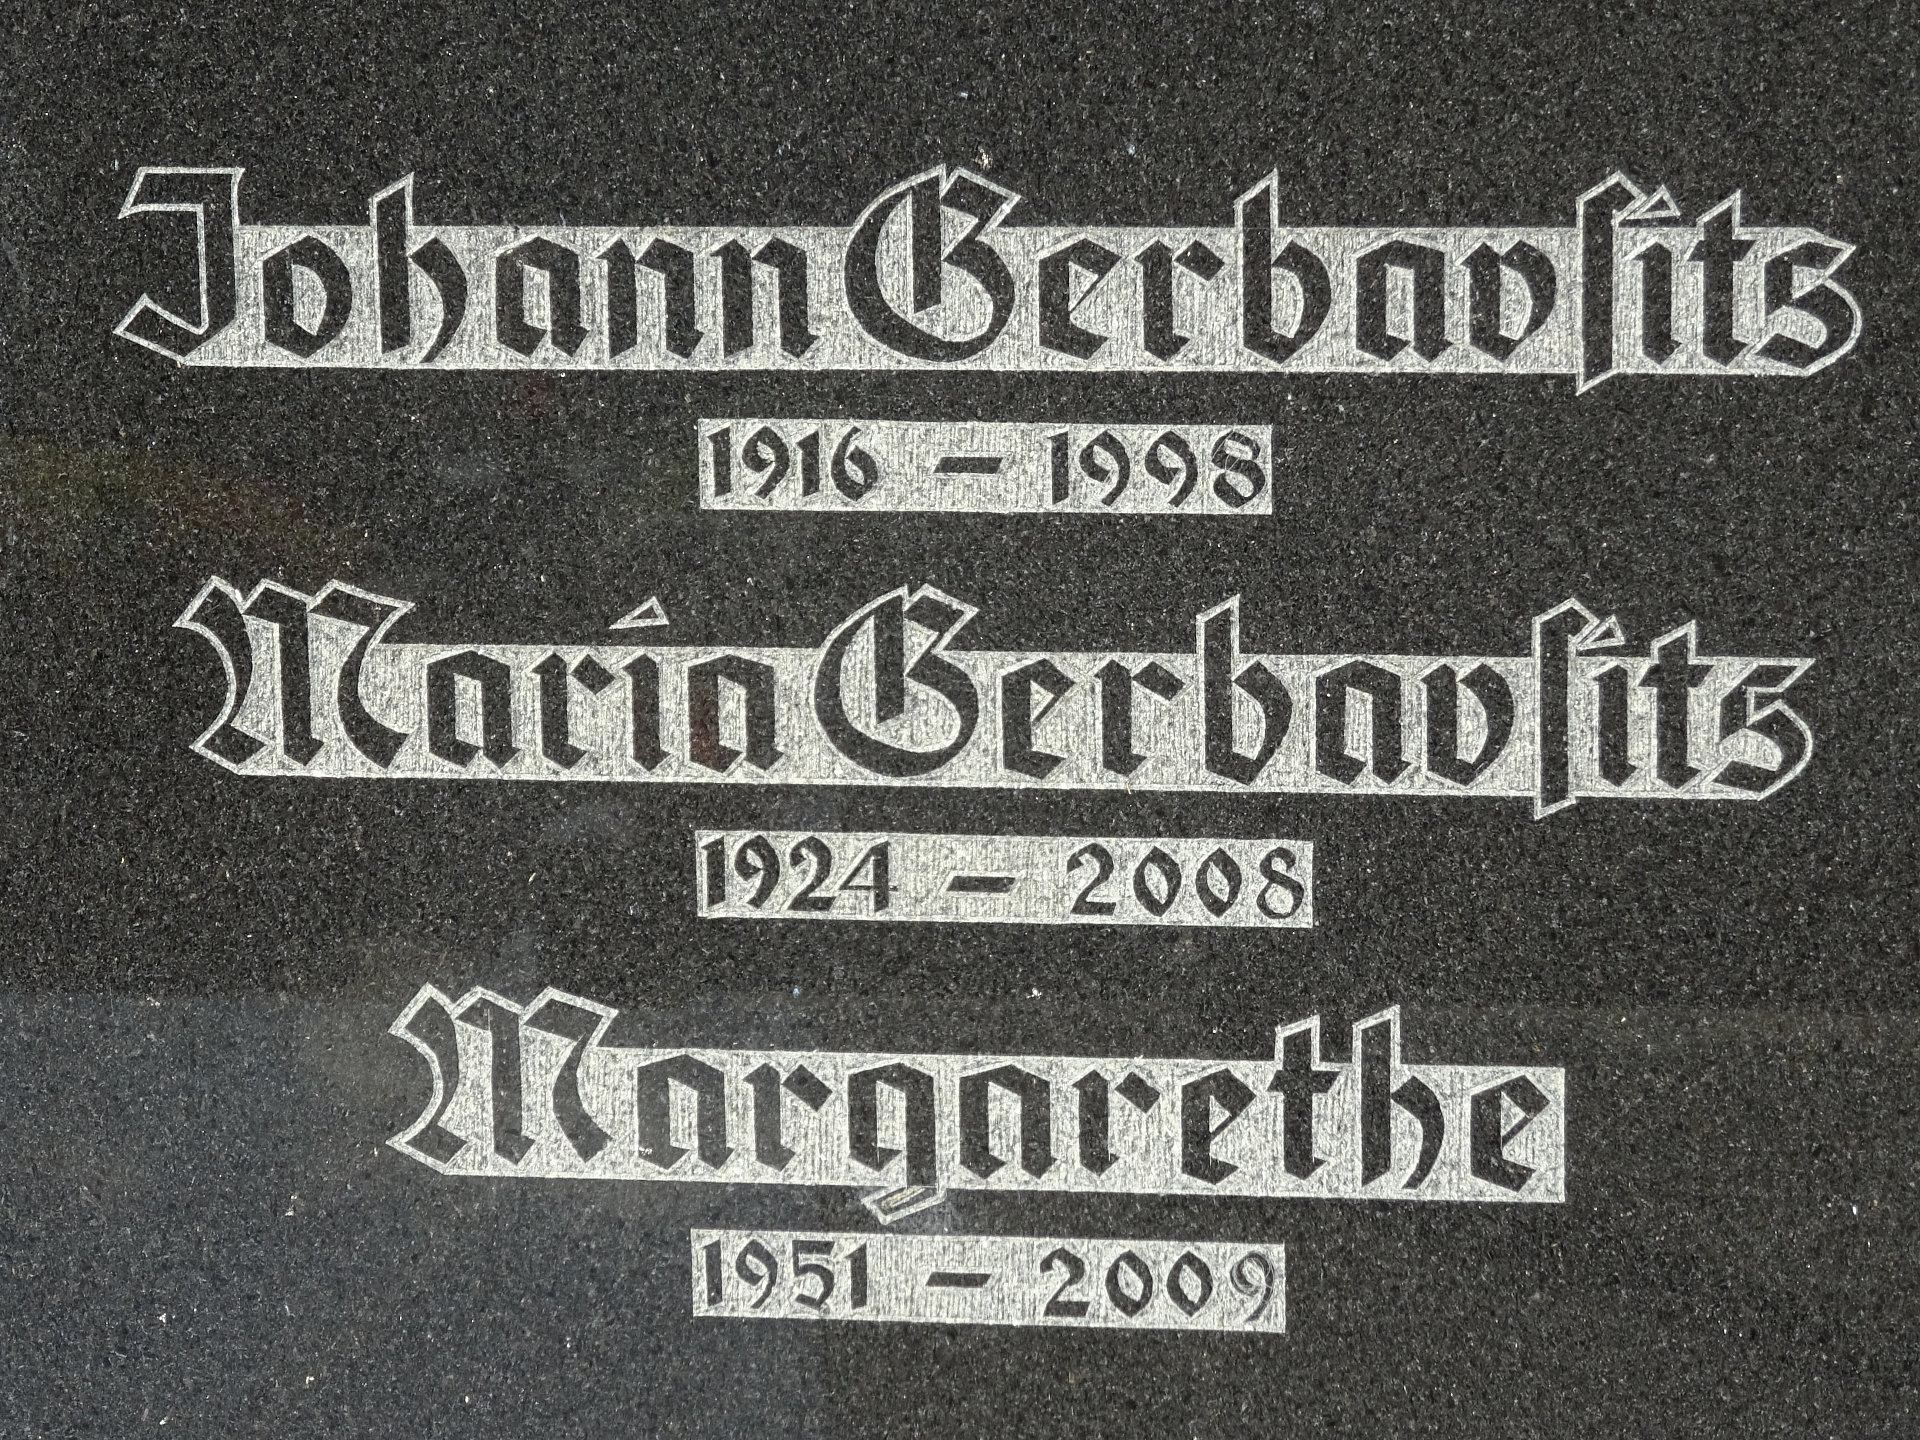 Johann Gerbavſits
1916 – 1998
Maria Gerbavſits
1924 – 2008
Margarethe
1951 – 2009